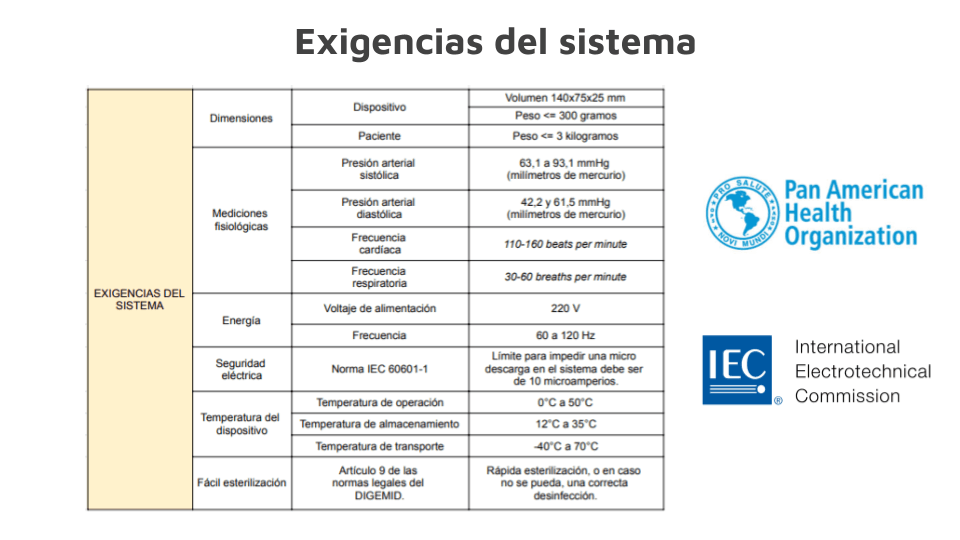 Exigencias del sistema
EXIGENCIAS DEL
SISTEMA
Dimensiones
Dispositivo
Volumen 140x75x25 mm
Peso <= 300 gramos
Paciente
Peso <= 3 kilogramos
Mediciones
fisiológicas
Presión arterial
sistólica
63,1 a 93,1 mmHg
(milímetros de mercurio)
Presión arterial
diastólica
42,2 y 61,5 mmHg
(milímetros de mercurio)
Frecuencia
cardíaca
110-160 beats per minute
Frecuencia
respiratoria
30-60 breaths per minute
Energía
Voltaje de alimentación
220 V
Frecuencia
60 a 120 Hz
Seguridad
eléctrica
Norma IEC 60601-1
Límite para impedir una micro
descarga en el sistema debe ser
de 10 microamperios.
Temperatura del
dispositivo
Temperatura de operación
0°C a 50°C
Temperatura de almacenamiento
12°C a 35°C
Temperatura de transporte
-40°C a 70°C
Fácil esterilización
Artículo 9 de las
normas legales del
DIGEMID.
Rápida esterilización, o en caso
no se pueda, una correcta
desinfección.
PRO SALUTE
NOVI MUNDI
Pan American
Health
Organization
IEC
®
International
Electrotechnical
Commission